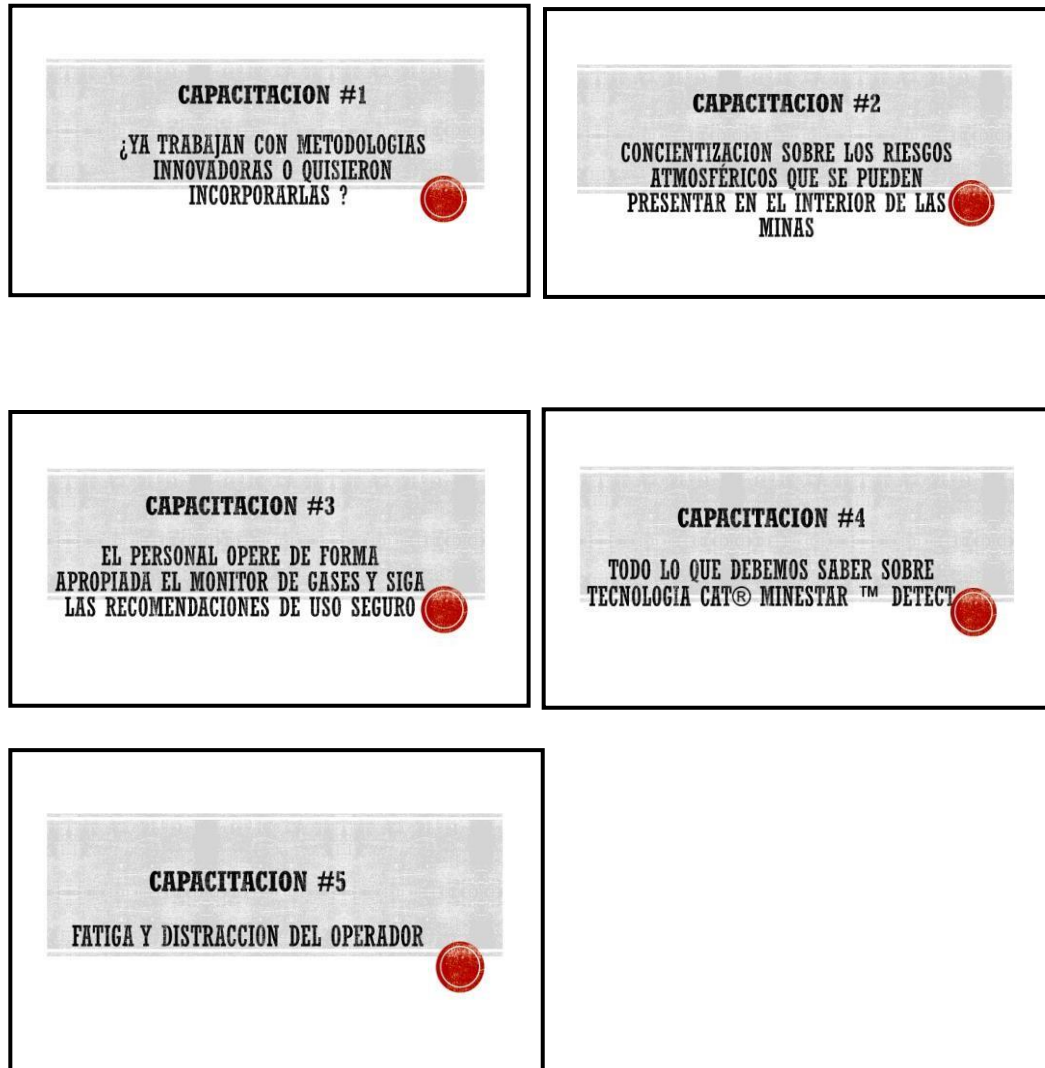 CAPACITACION #1
¿YA TRABAJAN CON METODOLOGIAS
INNOVADORAS O QUISIERON
INCORPORARLAS ?
CAPACITACION #2
CONCIENTIZACION SOBRE LOS RIESGOS
ATMOSFÉRICOS QUE SE PUEDEN
PRESENTAR EN EL INTERIOR DE LAS
MINAS
CAPACITACION #3
EL PERSONAL OPERE DE FORMA
APROPIADA EL MONITOR DE GASES Y SIGA
LAS RECOMENDACIONES DE USO SEGURO
CAPACITACION #4
TODO LO QUE DEBEMOS SABER SOBRE
TECNOLOGIA CAT® MINESTAR ™ DETECT
CAPACITACION #5
FATIGA Y DISTRACCION DEL OPERADOR